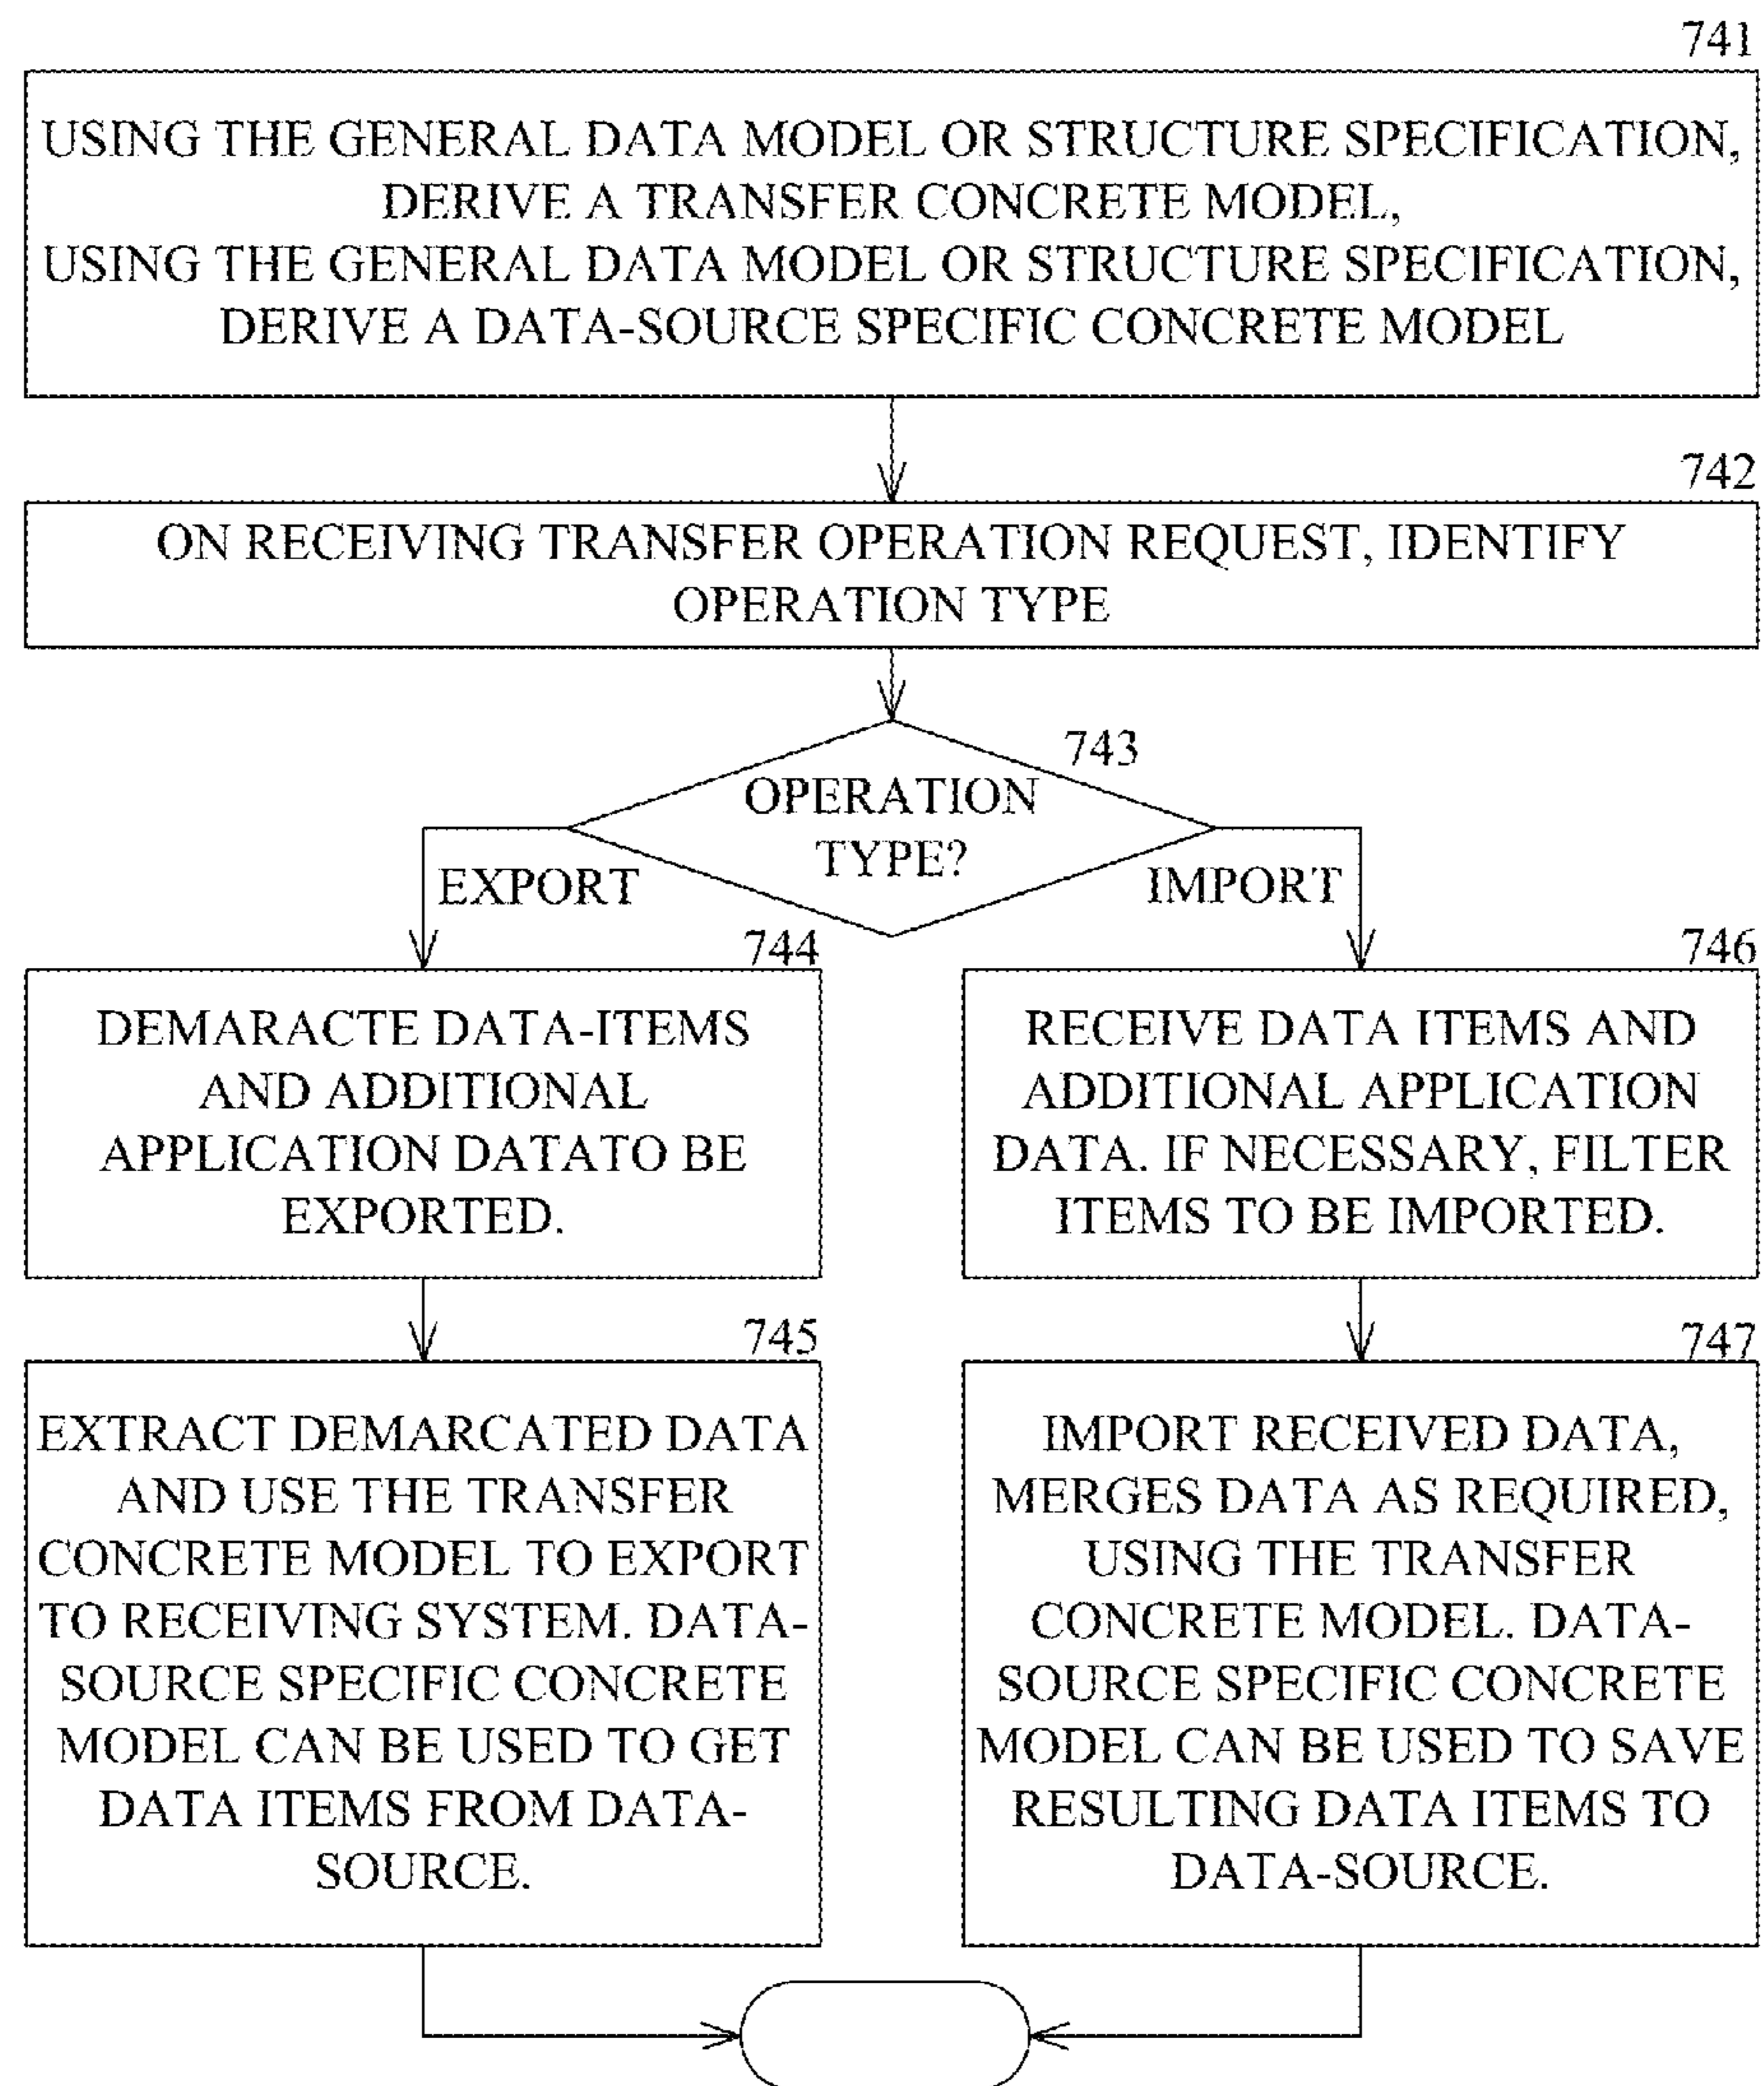 741
USING THE GENERAL DATA MODEL OR STRUCTURE SPECIFICATION,
DERIVE A TRANSFER CONCRETE MODEL,
USING THE GENERAL DATA MODEL OR STRUCTURE SPECIFICATION,
DERIVE A DATA-SOURCE SPECIFIC CONCRETE MODEL
742
ON RECEIVING TRANSFER OPERATION REQUEST, IDENTIFY
OPERATION TYPE
743
OPERATION
TYPE?
EXPORT
IMPORT
744
DEMARACTE DATA-ITEMS
AND ADDITIONAL
APPLICATION DATATO BE
EXPORTED.
746
RECEIVE DATA ITEMS AND
ADDITIONAL APPLICATION
DATA. IF NECESSARY, FILTER
ITEMS TO BE IMPORTED.
745
EXTRACT DEMARCATED DATA
AND USE THE TRANSFER
CONCRETE MODEL TO EXPORT
TO RECEIVING SYSTEM. DATA-
SOURCE SPECIFIC CONCRETE
MODEL CAN BE USED TO GET
DATA ITEMS FROM DATA-
SOURCE.
747
IMPORT RECEIVED DATA,
MERGES DATA AS REQUIRED,
USING THE TRANSFER
CONCRETE MODEL. DATA-
SOURCE SPECIFIC CONCRETE
MODEL CAN BE USED TO SAVE
RESULTING DATA ITEMS TO
DATA-SOURCE.